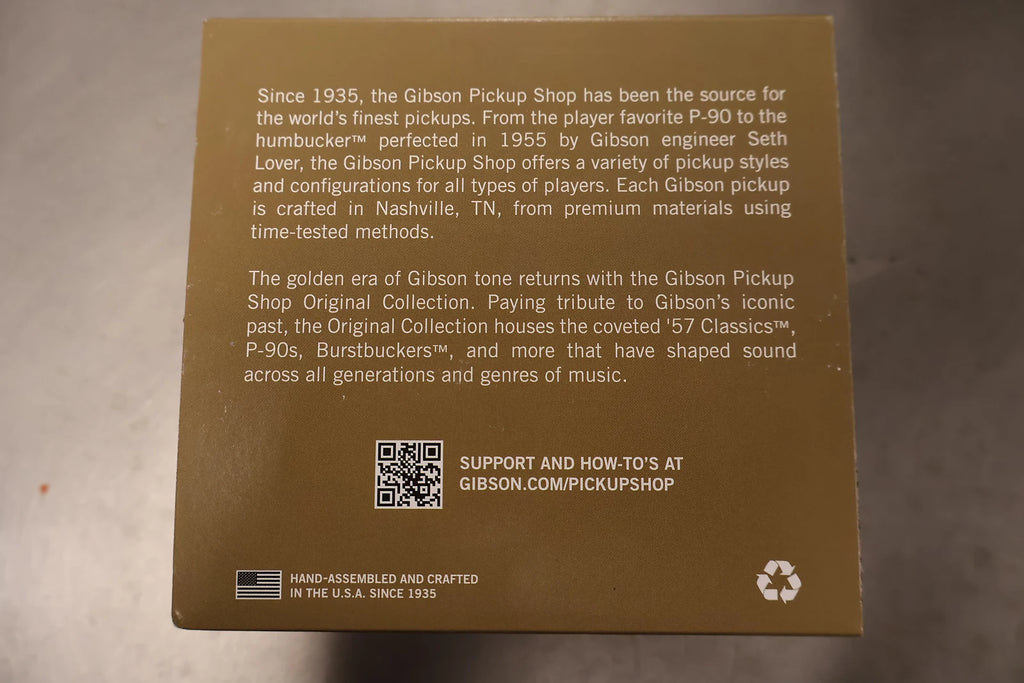 Since 1935, the Gibson Pickup Shop has been the source for
the world's finest pickups. From the player favorite P-90 to the
humbucker™ perfected in 1955 by Gibson engineer Seth
Lover, the Gibson Pickup Shop offers a variety of pickup styles
and configurations for all types of players. Each Gibson pickup
is crafted in Nashville, TN, from premium materials using
time-tested methods.
The golden era of Gibson tone returns with the Gibson Pickup
Shop Original Collection. Paying tribute to Gibson's iconic
past, the Original Collection houses the coveted '57 Classics™,
P-90s, Burstbuckers™, and more that have shaped sound
across all generations and genres of music.
SUPPORT AND HOW-TO'S AT
GIBSON.COM/PICKUPSHOP
HAND-ASSEMBLED AND CRAFTED
IN THE U.S.A. SINCE 1935